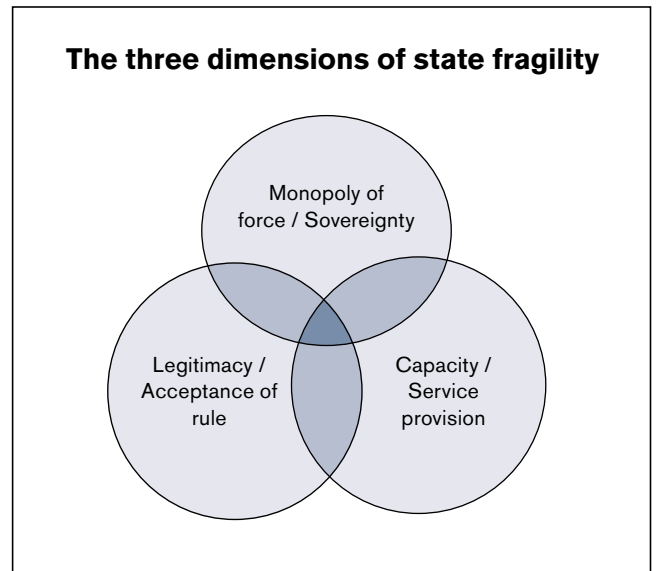 The three dimensions of state fragility
Monopoly of
force / Sovereignty
Legitimacy /
Acceptance of
rule
Capacity /
Service
provision